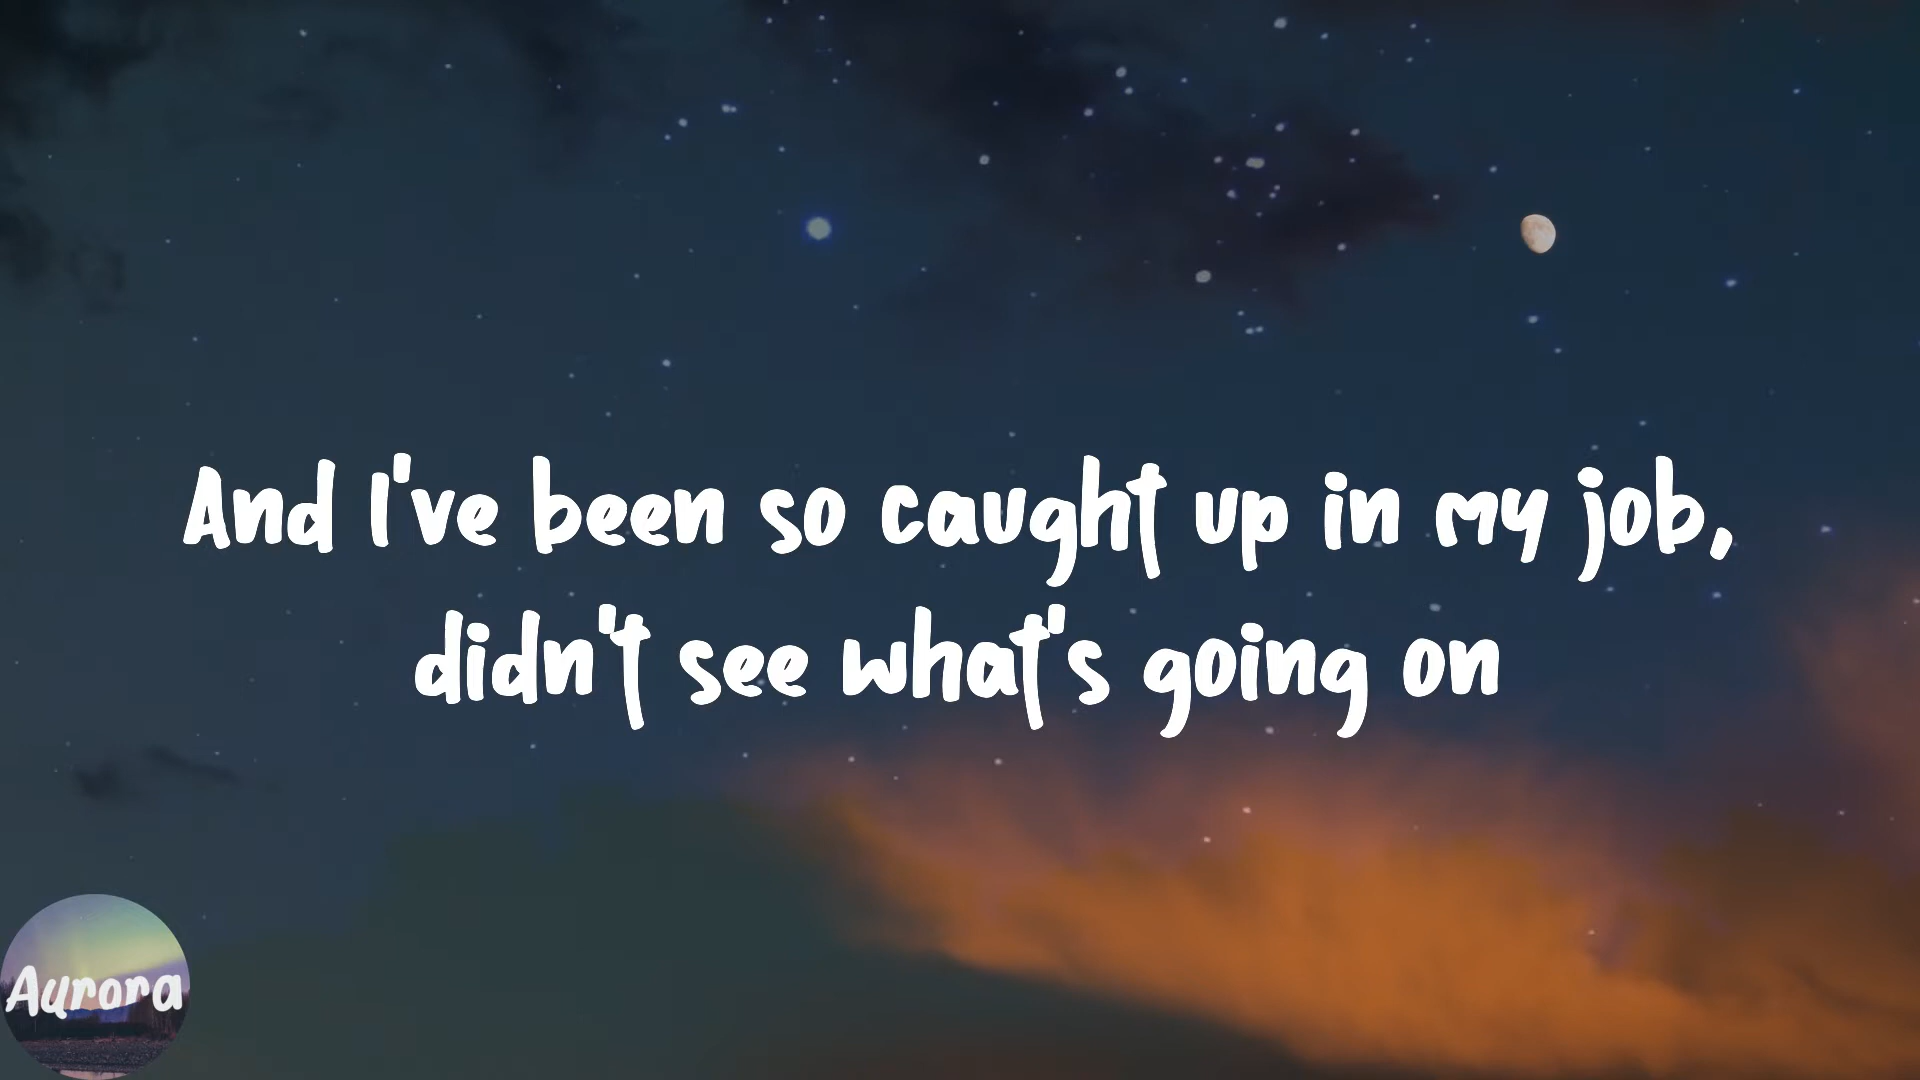 And I've been so caught up in my job,
didn't see what's going on
Aurora